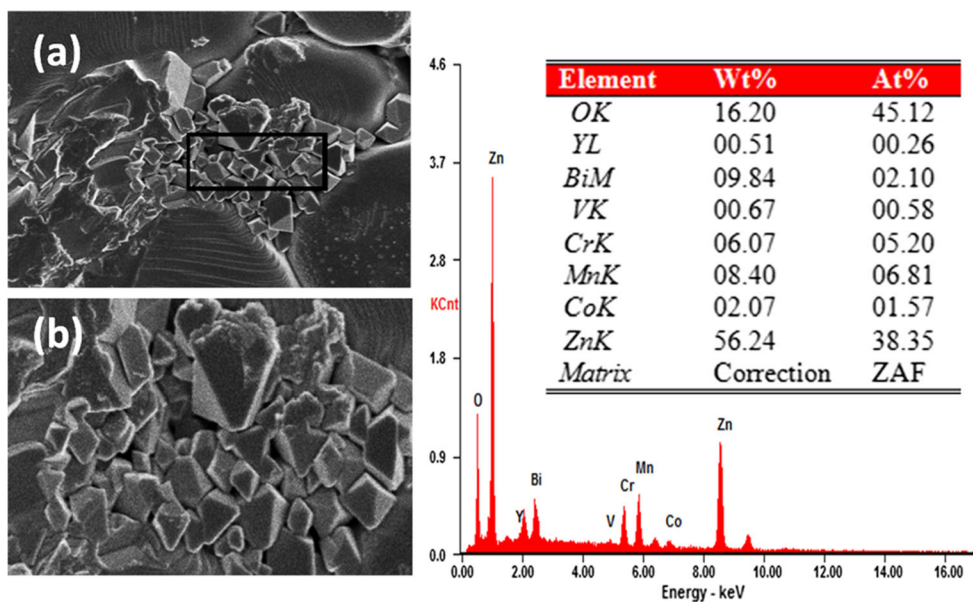 (a)
(b)
Element Wt% At%
OK 16.20 45.12
YL 00.51 00.26
BiM 09.84 02.10
VK 00.67 00.58
CrK 06.07 05.20
MnK 08.40 06.81
CoK 02.07 01.57
ZnK 56.24 38.35
Matrix Correction ZAF
4.6
3.7
2.8
KCnt
1.8
0.9
0.0
Zn
O
Y
Bi
V
Cr
Mn
Co
Zn
0.00 2.00 4.00 6.00 8.00 10.00 12.00 14.00 16.00
Energy - keV